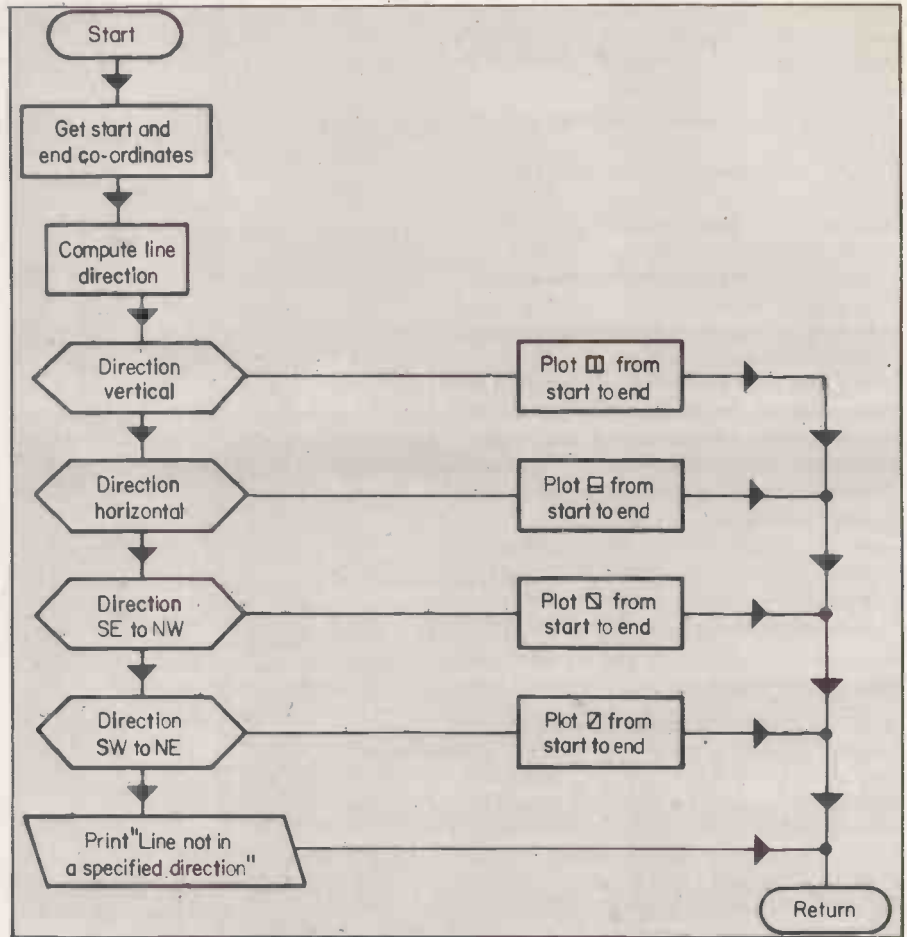 Start
Get start and
end co-ordinates
Compute line
direction
Direction
vertical
Plot ◫ from
start to end
Direction
horizontal
Plot ⊟ from
start to end
Direction
SE to NW
Plot ⍂ from
start to end
Direction
SW to NE
Plot ⍁ from
start to end
Print "Line not in
a specified direction"
Return